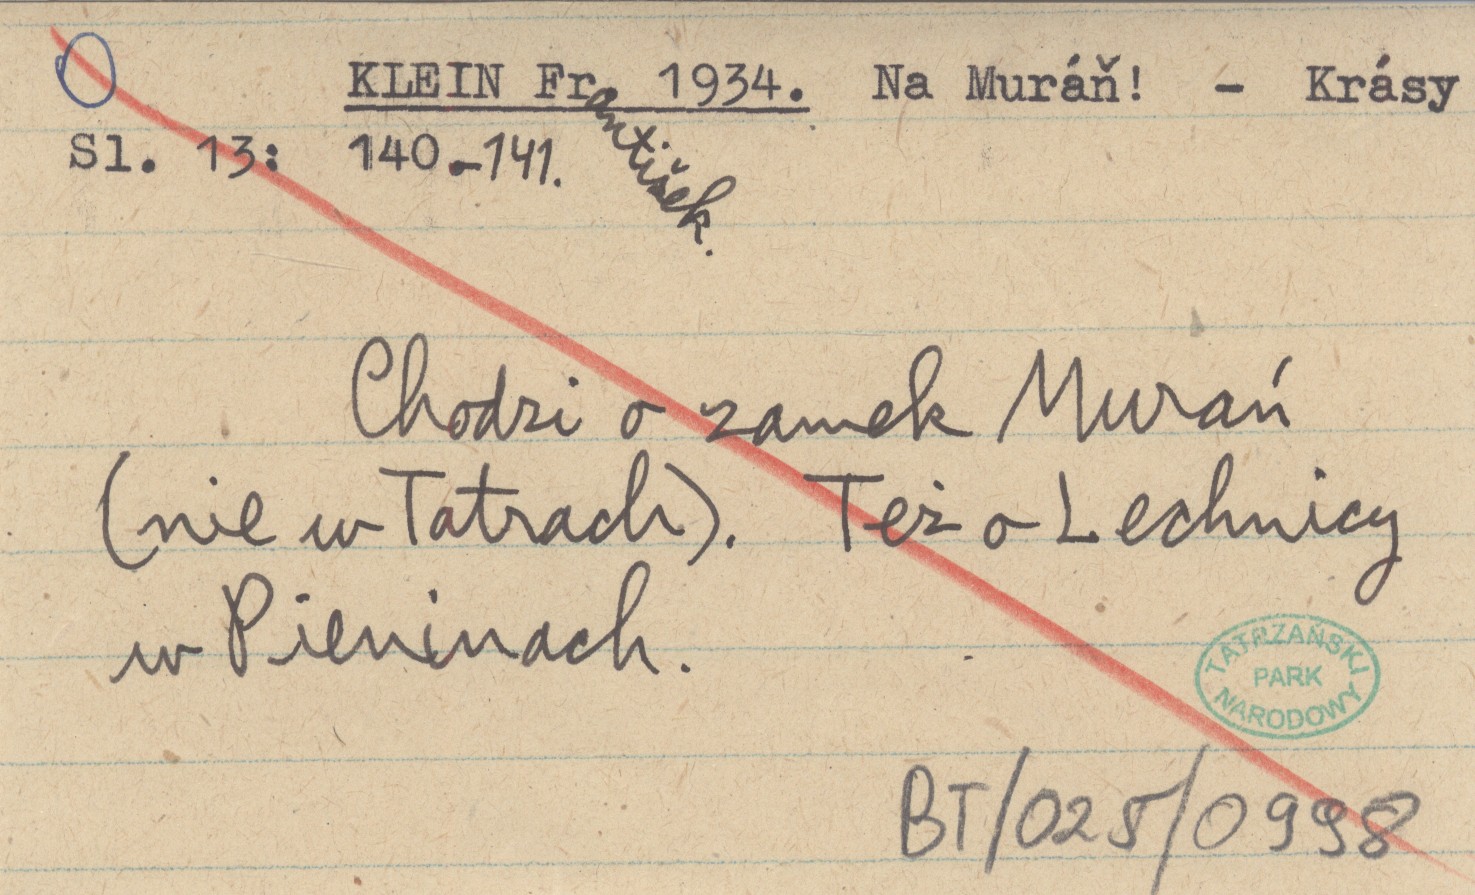 KLEIN František. 1934. Na Muráň! - Krásy
Sl. 13: 140.-141.
Chodzi o zamek Murań
(nie w Tatrach). Też o Lechnicy
w Pieninach.
TATRZAŃSKI
PARK
NARODOWY
BT/025/0998